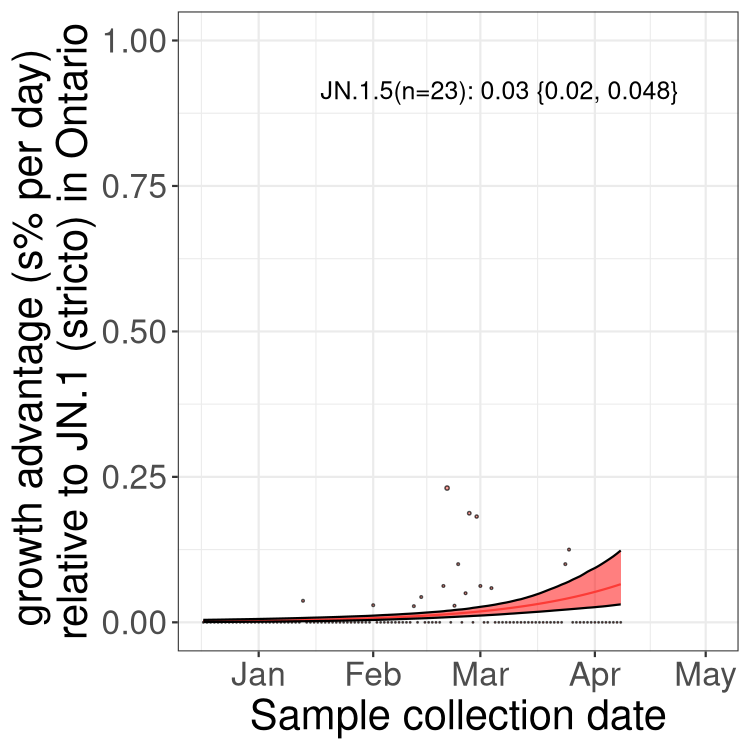 growth advantage (s% per day)
relative to JN.1 (stricto) in Ontario
1.00
0.75
0.50
0.25
0.00
JN.1.5(n=23): 0.03 {0.02, 0.048}
Jan Feb Mar Apr May
Sample collection date